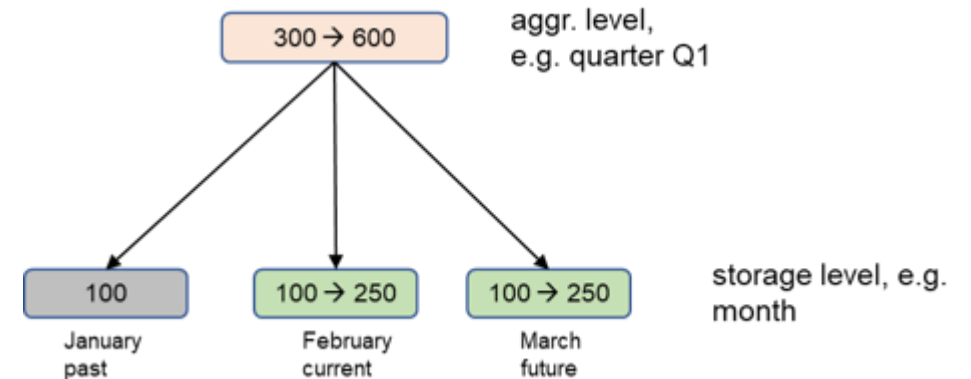 300 → 600
aggr. level,
e.g. quarter Q1
100
100 → 250
100 → 250
storage level, e.g.
month
January
past
February
current
March
future